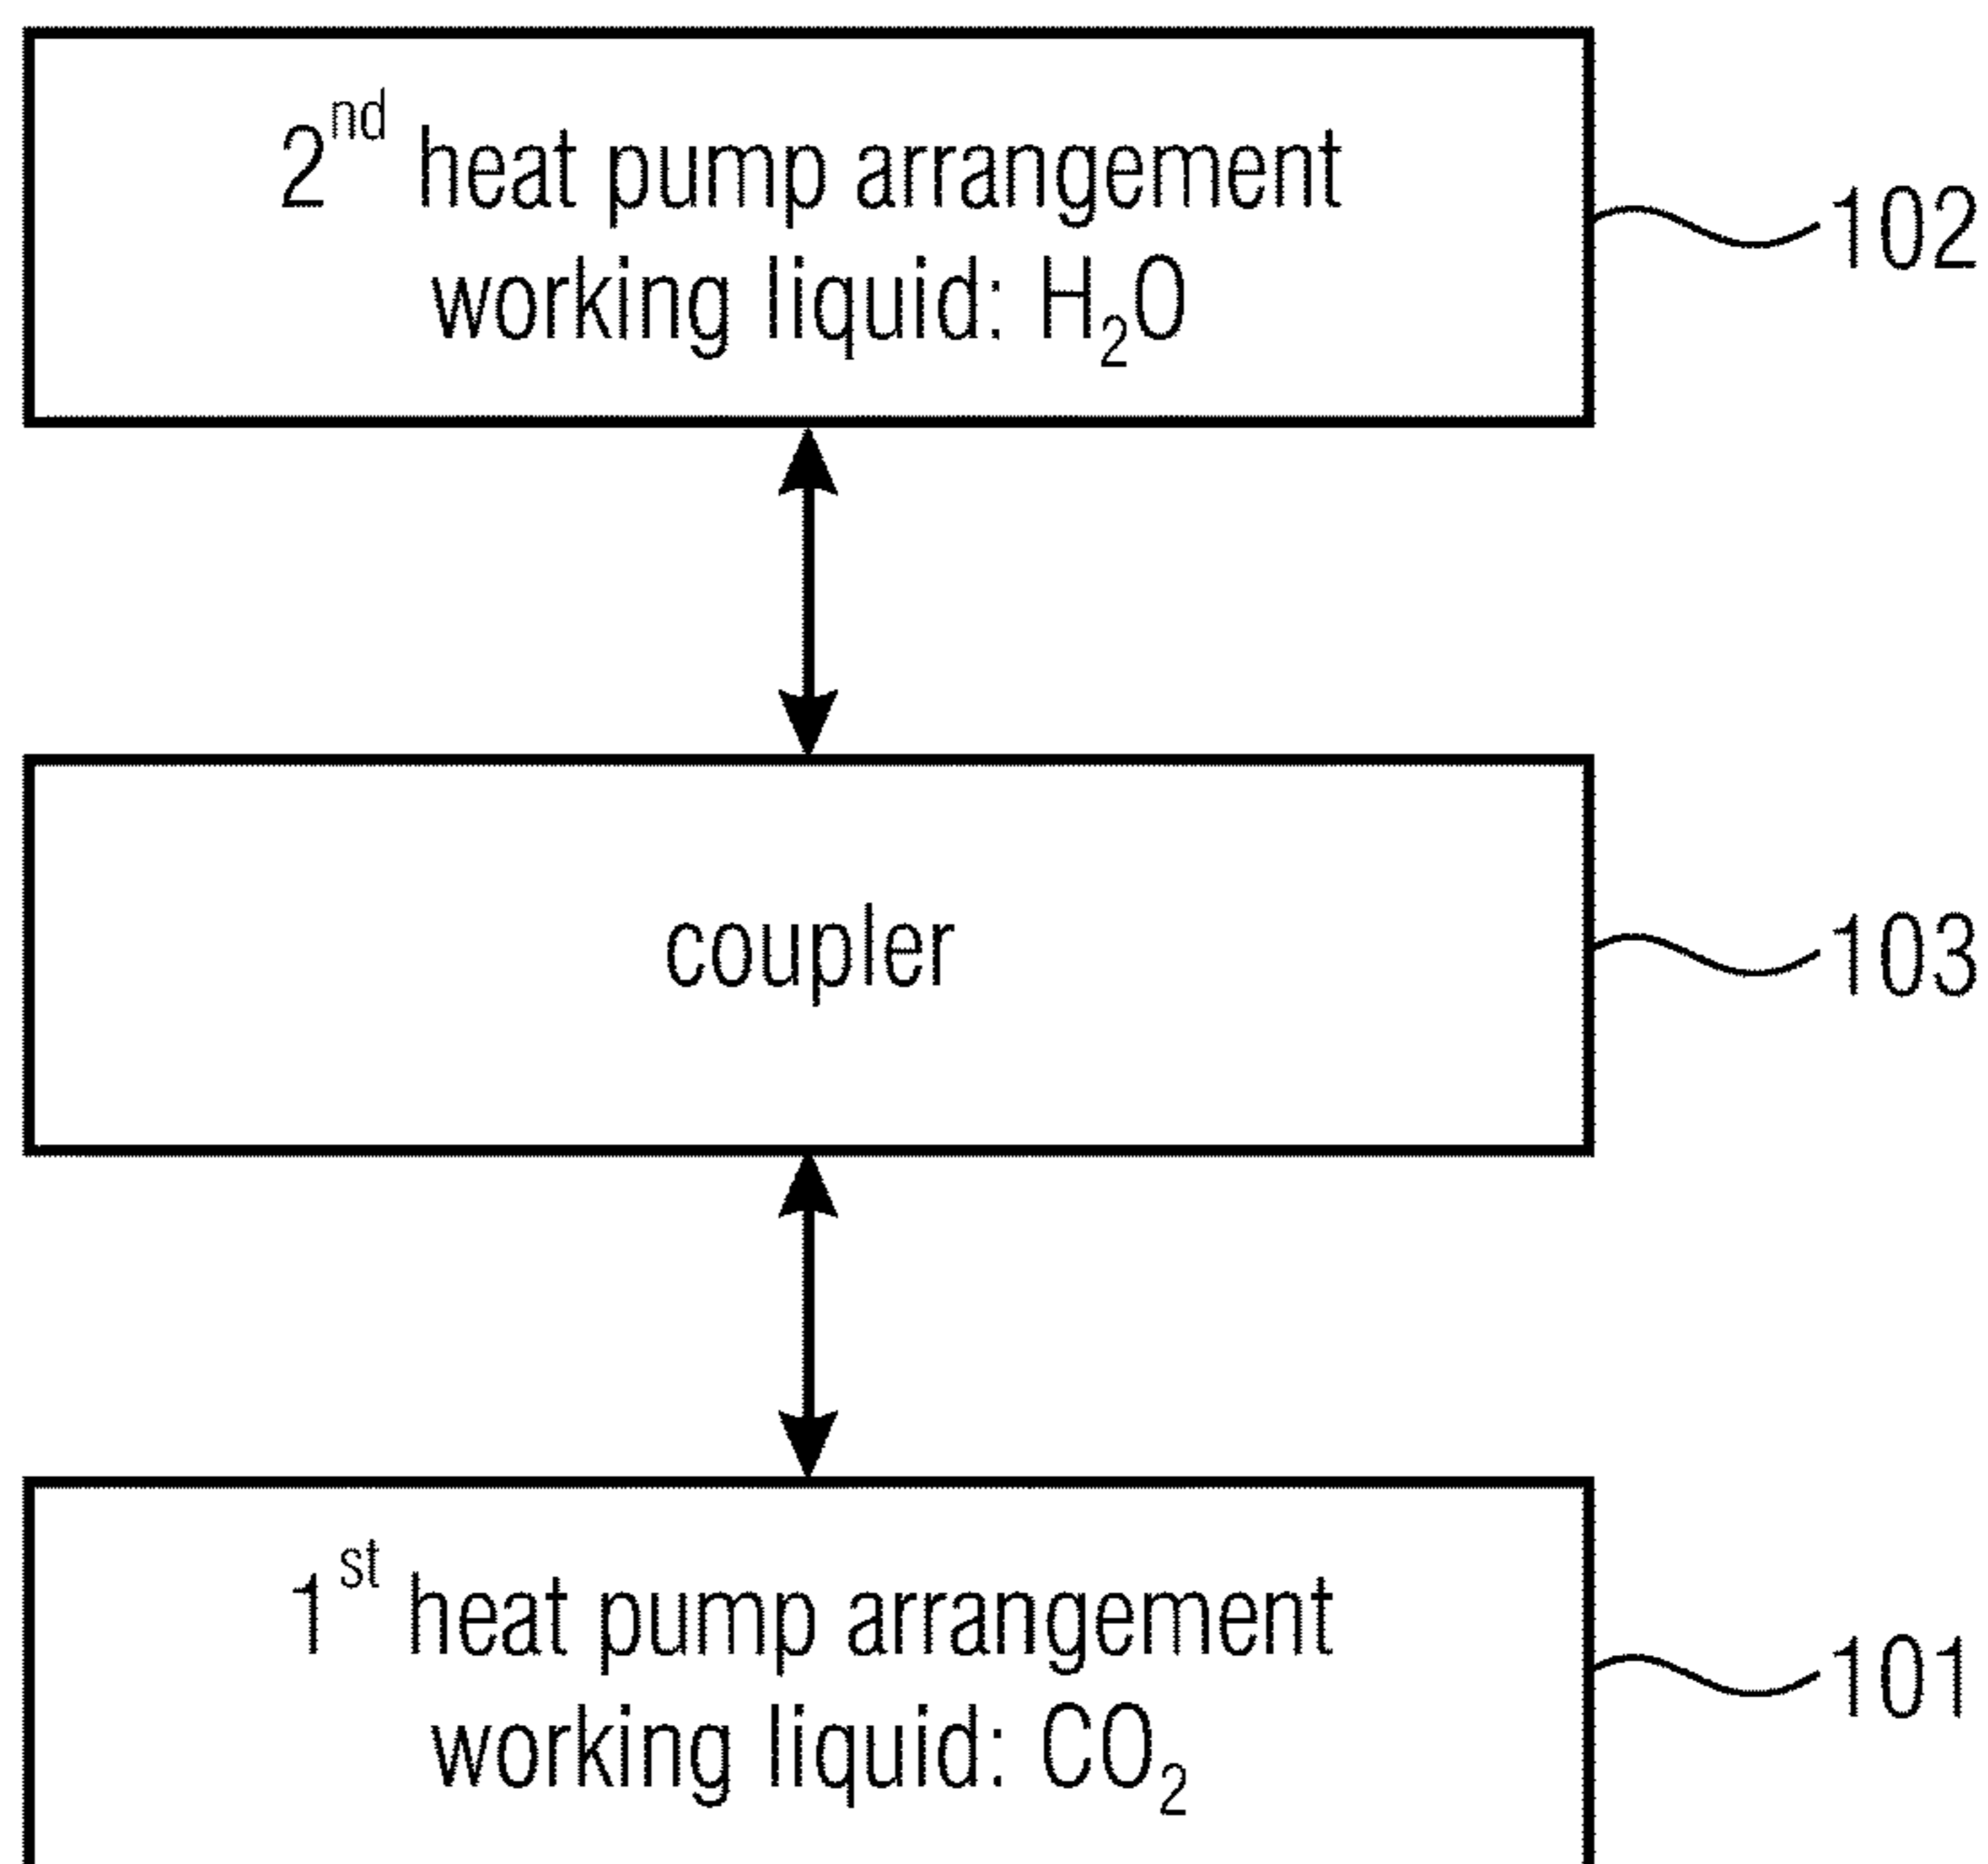 2nd heat pump arrangement
working liquid: H2O
102
coupler
103
1st heat pump arrangement
working liquid: CO2
101